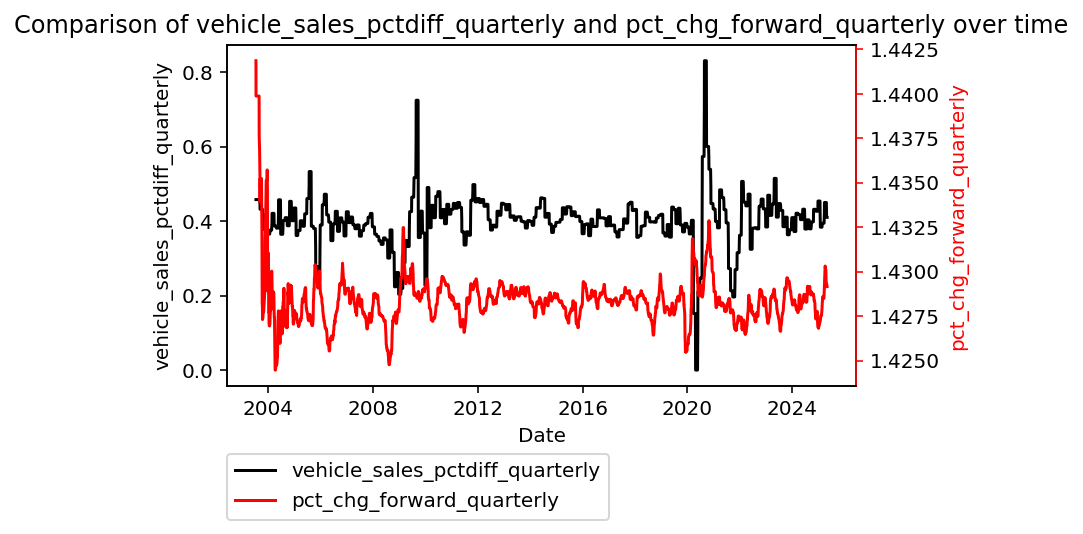 Comparison of vehicle_sales_pctdiff_quarterly and pct_chg_forward_quarterly over time
vehicle_sales_pctdiff_quarterly
0.8
0.6
0.4
0.2
0.0
1.4425
1.4400
1.4375
1.4350
1.4325
1.4300
1.4275
1.4250
pct_chg_forward_quarterly
2004 2008 2012 2016 2020 2024
Date
vehicle_sales_pctdiff_quarterly
pct_chg_forward_quarterly